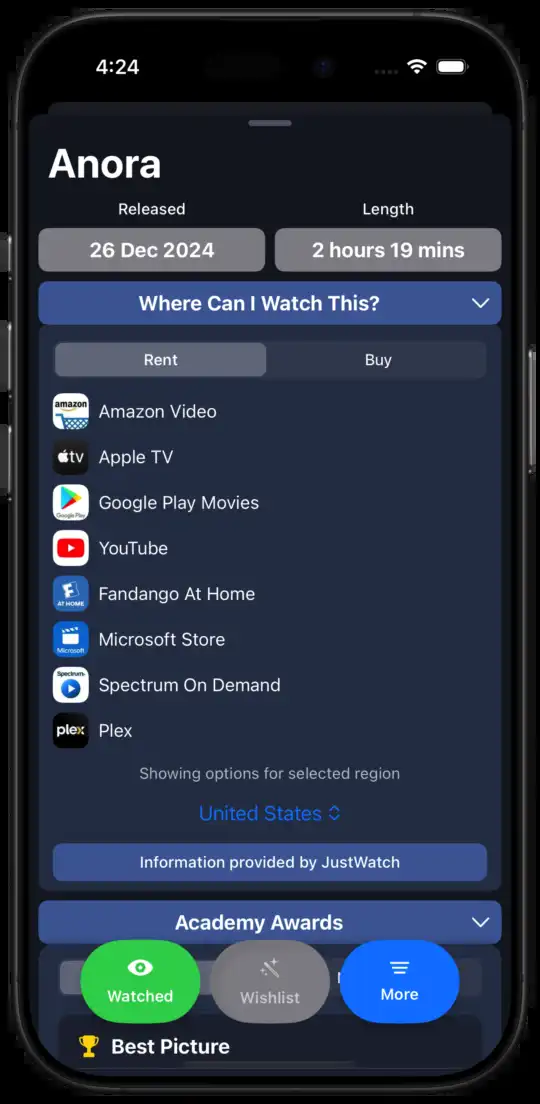 4:24
Anora
Released
Length
26 Dec 2024
2 hours 19 mins
Where Can I Watch This?
Rent
Buy
amazon
Amazon Video
tv
Apple TV
Google Play
Google Play Movies
YouTube
AT HOME
Fandango At Home
Microsoft
Microsoft Store
Spectrum
Spectrum On Demand
plex
Plex
Showing options for selected region
United States
Information provided by JustWatch
Academy Awards
Watched
Wishlist
More
Best Picture